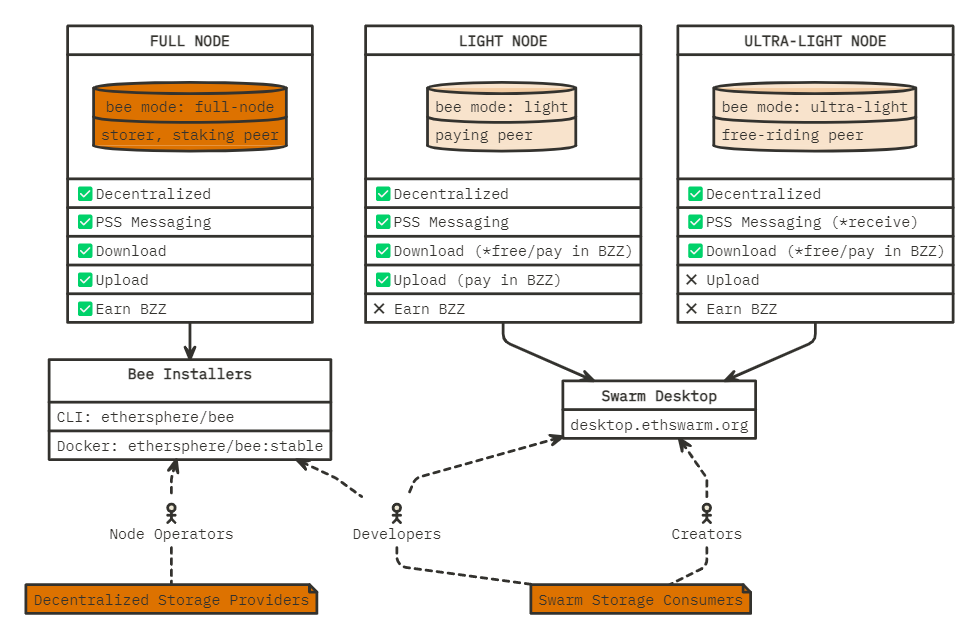 FULL NODE
bee mode: full-node
storer, staking peer
Decentralized
PSS Messaging
Download
Upload
Earn BZZ
LIGHT NODE
bee mode: light
paying peer
Decentralized
PSS Messaging
Download (*free/pay in BZZ)
Upload (pay in BZZ)
Earn BZZ
ULTRA-LIGHT NODE
bee mode: ultra-light
free-riding peer
Decentralized
PSS Messaging (*receive)
Download (*free/pay in BZZ)
Upload
Earn BZZ
Bee Installers
CLI: ethersphere/bee
Docker: ethersphere/bee:stable
Swarm Desktop
desktop.ethswarm.org
Node Operators
Developers
Creators
Decentralized Storage Providers
Swarm Storage Consumers